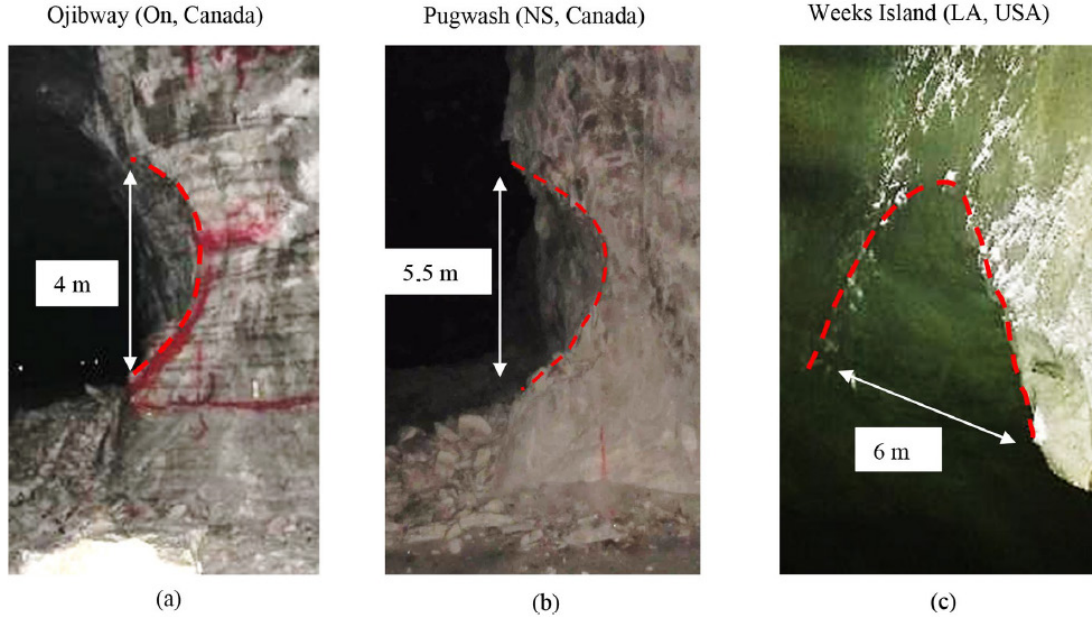 Ojibway (On, Canada)
Pugwash (NS, Canada)
Weeks Island (LA, USA)
4 m
5.5 m
6 m
(a)
(b)
(c)